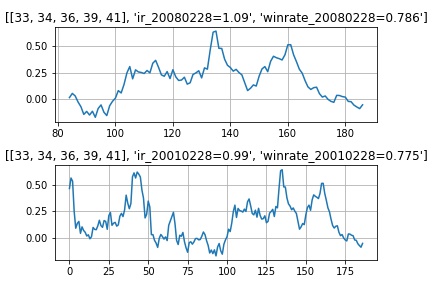 [[33, 34, 36, 39, 41], 'ir_20080228=1.09', 'winrate_20080228=0.786']
0.50
0.25
0.00
80 100 120 140 160 180
[[33, 34, 36, 39, 41], 'ir_20010228=0.99', 'winrate_20010228=0.775']
0.50
0.25
0.00
0 25 50 75 100 125 150 175